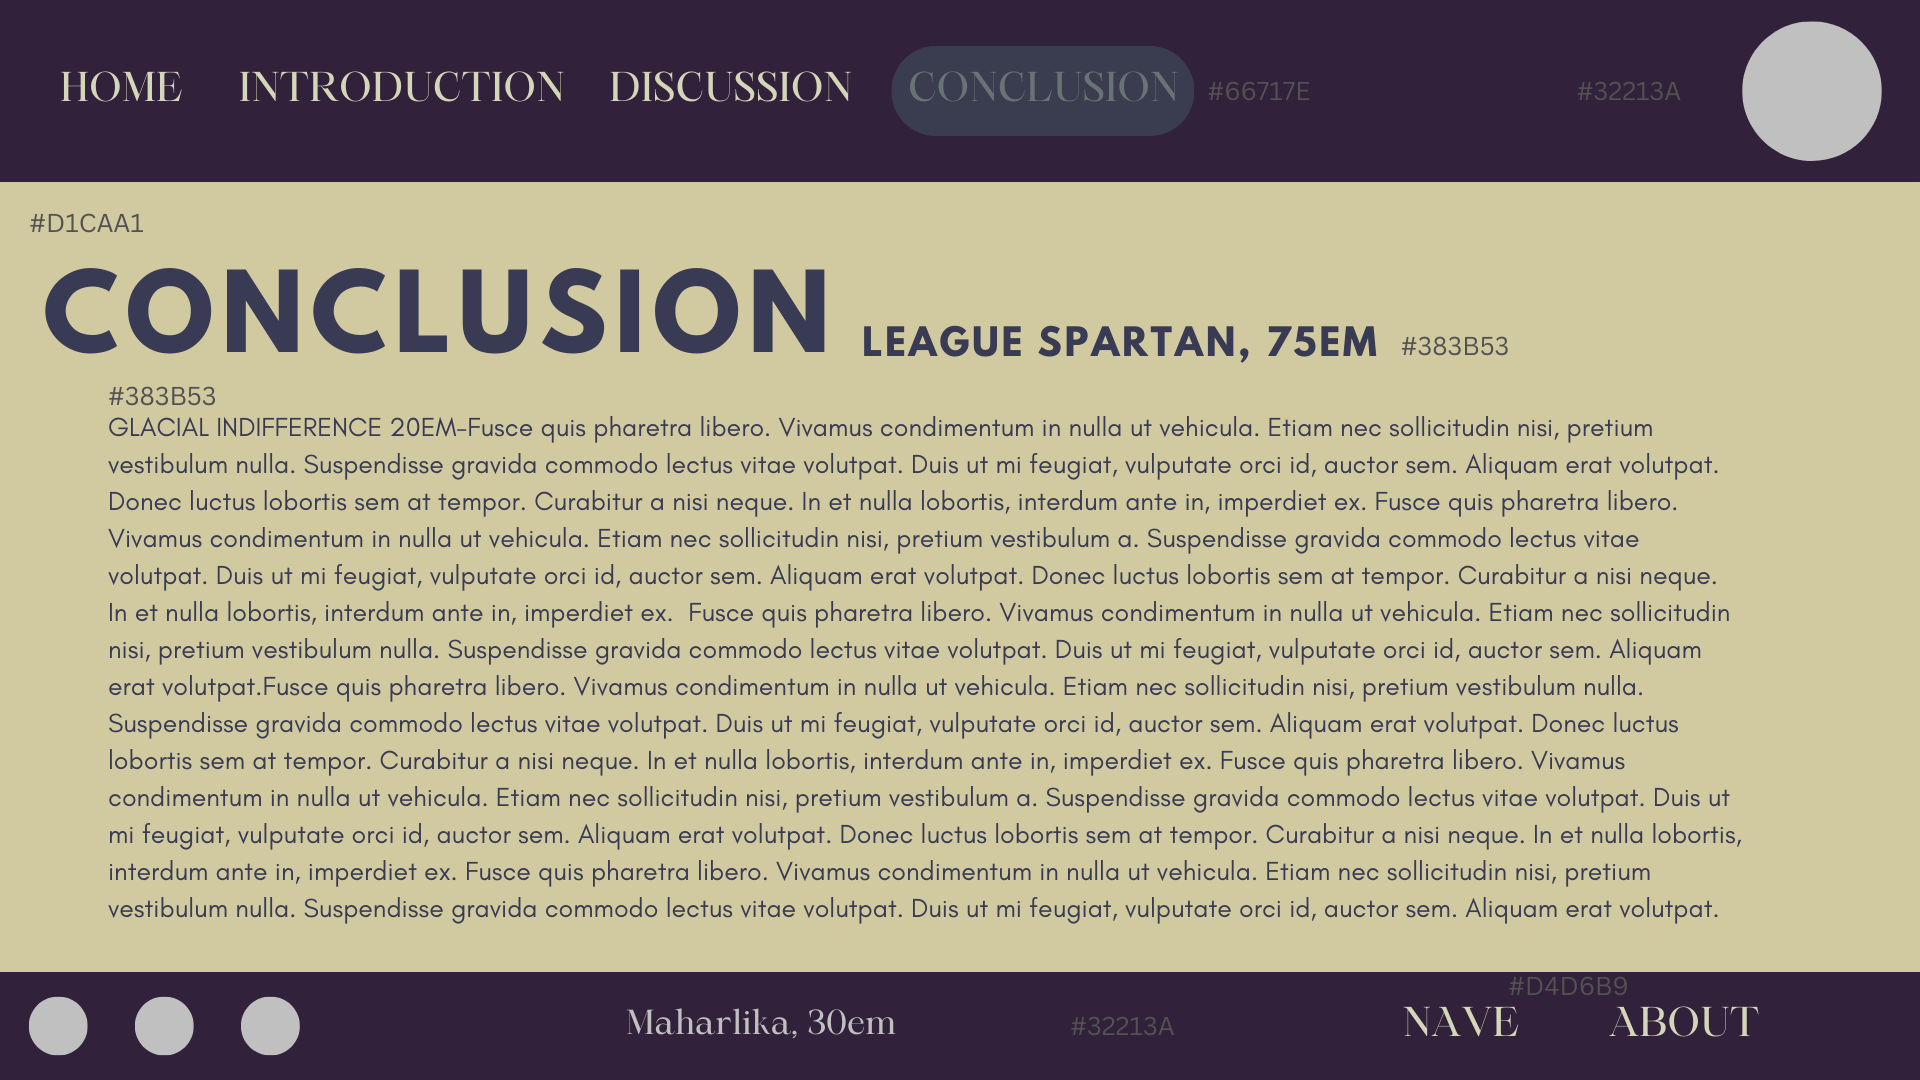 HOME INTRODUCTION DISCUSSION CONCLUSION #66717E #32213A
#D1CAA1
CONCLUSION LEAGUE SPARTAN, 75EM #383B53
#383B53
GLACIAL INDIFFERENCE 20EM-Fusce quis pharetra libero. Vivamus condimentum in nulla ut vehicula. Etiam nec sollicitudin nisi, pretium
vestibulum nulla. Suspendisse gravida commodo lectus vitae volutpat. Duis ut mi feugiat, vulputate orci id, auctor sem. Aliquam erat volutpat.
Donec luctus lobortis sem at tempor. Curabitur a nisi neque. In et nulla lobortis, interdum ante in, imperdiet ex. Fusce quis pharetra libero.
Vivamus condimentum in nulla ut vehicula. Etiam nec sollicitudin nisi, pretium vestibulum a. Suspendisse gravida commodo lectus vitae
volutpat. Duis ut mi feugiat, vulputate orci id, auctor sem. Aliquam erat volutpat. Donec luctus lobortis sem at tempor. Curabitur a nisi neque.
In et nulla lobortis, interdum ante in, imperdiet ex.  Fusce quis pharetra libero. Vivamus condimentum in nulla ut vehicula. Etiam nec sollicitudin
nisi, pretium vestibulum nulla. Suspendisse gravida commodo lectus vitae volutpat. Duis ut mi feugiat, vulputate orci id, auctor sem. Aliquam
erat volutpat.Fusce quis pharetra libero. Vivamus condimentum in nulla ut vehicula. Etiam nec sollicitudin nisi, pretium vestibulum nulla.
Suspendisse gravida commodo lectus vitae volutpat. Duis ut mi feugiat, vulputate orci id, auctor sem. Aliquam erat volutpat. Donec luctus
lobortis sem at tempor. Curabitur a nisi neque. In et nulla lobortis, interdum ante in, imperdiet ex. Fusce quis pharetra libero. Vivamus
condimentum in nulla ut vehicula. Etiam nec sollicitudin nisi, pretium vestibulum a. Suspendisse gravida commodo lectus vitae volutpat. Duis ut
mi feugiat, vulputate orci id, auctor sem. Aliquam erat volutpat. Donec luctus lobortis sem at tempor. Curabitur a nisi neque. In et nulla lobortis,
interdum ante in, imperdiet ex. Fusce quis pharetra libero. Vivamus condimentum in nulla ut vehicula. Etiam nec sollicitudin nisi, pretium
vestibulum nulla. Suspendisse gravida commodo lectus vitae volutpat. Duis ut mi feugiat, vulputate orci id, auctor sem. Aliquam erat volutpat.
#D4D6B9
Maharlika, 30em #32213A NAVE ABOUT